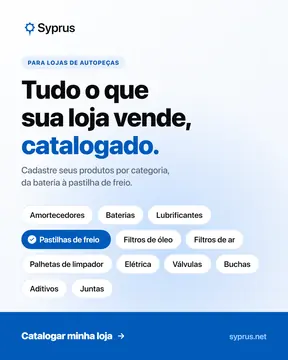 Syprus
PARA LOJAS DE AUTOPEÇAS
Tudo o que
sua loja vende,
catalogado.
Cadastre seus produtos por categoria,
da bateria à pastilha de freio.
Amortecedores
Baterias
Lubrificantes
Pastilhas de freio
Filtros de óleo
Filtros de ar
Palhetas de limpador
Elétrica
Válvulas
Buchas
Aditivos
Juntas
Catalogar minha loja →
syprus.net